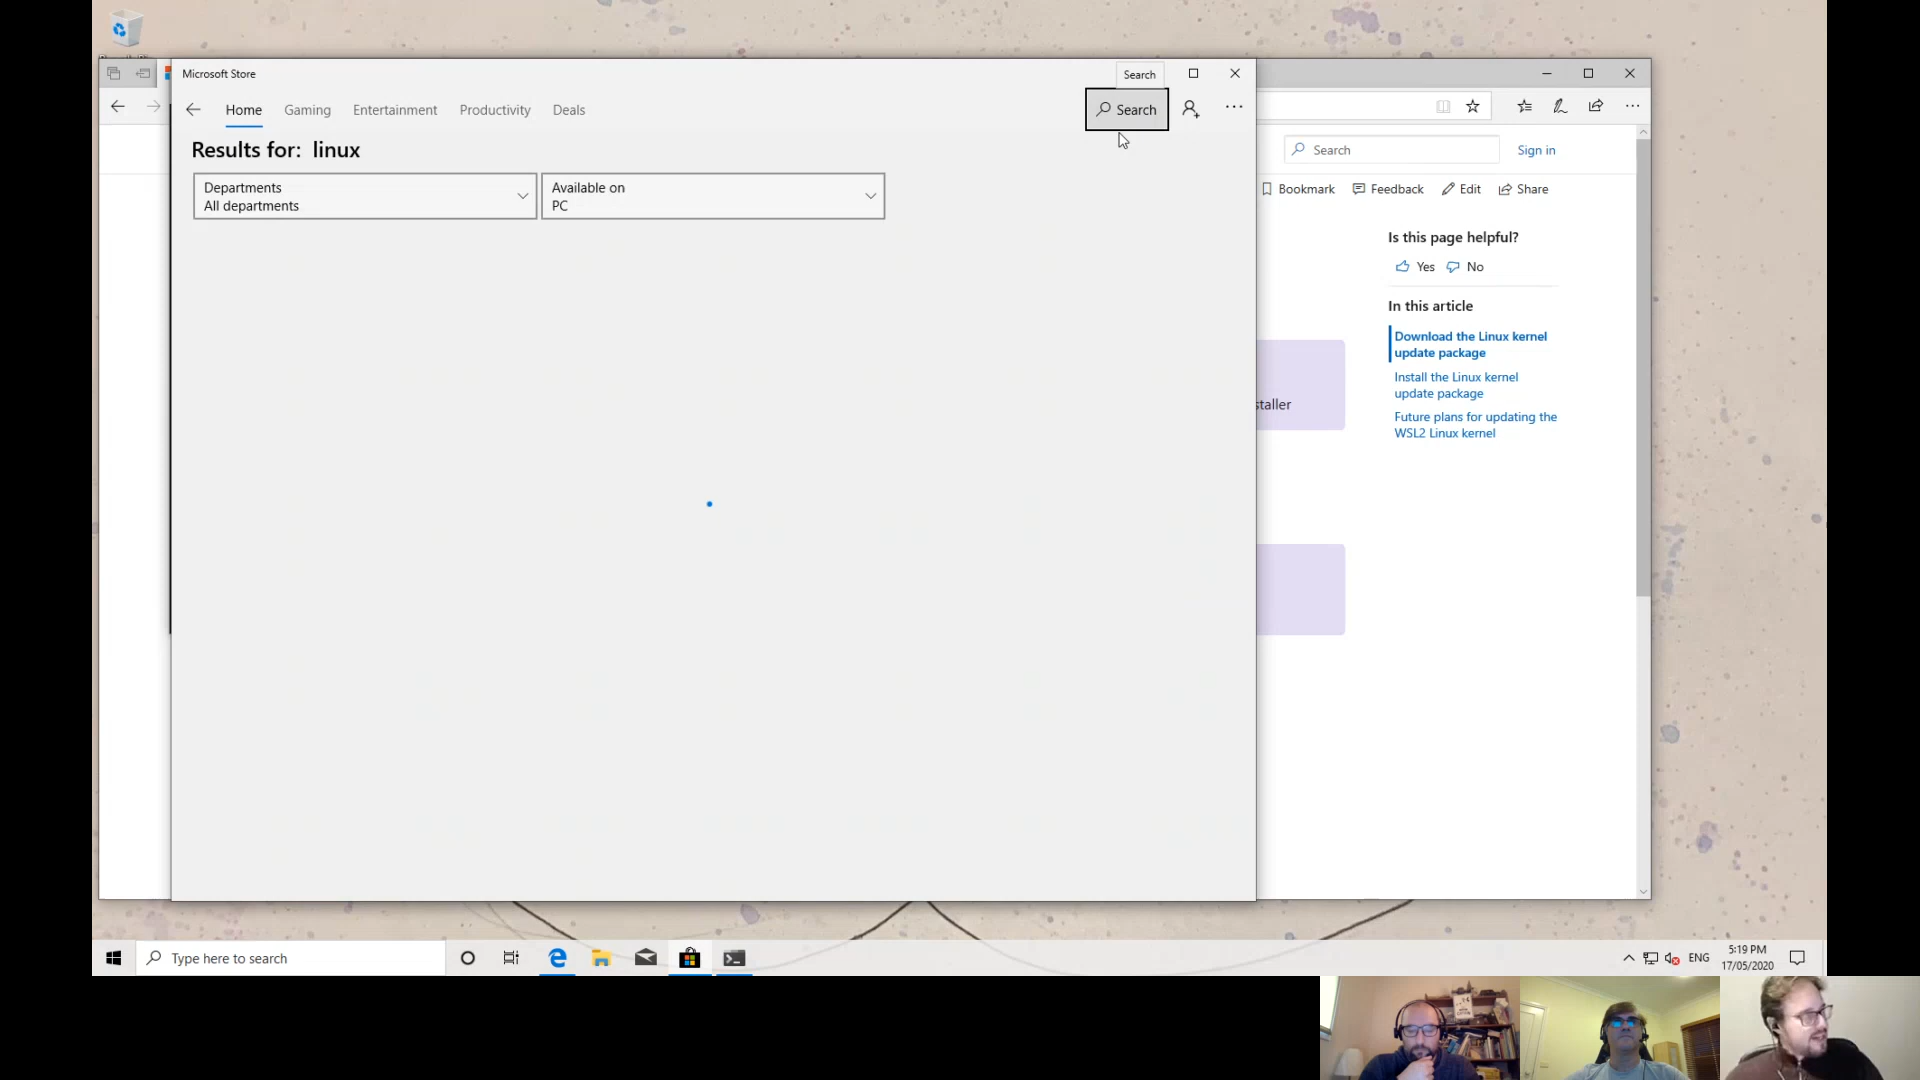 Microsoft Store
Search
Home
Gaming
Entertainment
Productivity
Deals
Search
Results for: linux
Departments
All departments
Available on
PC
Search
Sign in
Bookmark
Feedback
Edit
Share
Is this page helpful?
Yes
No
In this article
Download the Linux kernel
update package
Install the Linux kernel
update package
Future plans for updating the
WSL2 Linux kernel
staller
Type here to search
ENG
5:19 PM
17/05/2020